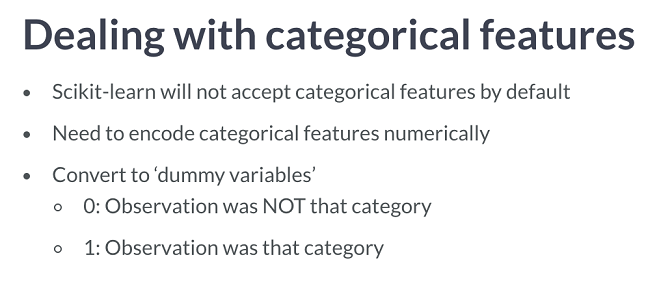 Dealing with categorical features
• Scikit-learn will not accept categorical features by default
• Need to encode categorical features numerically
• Convert to ‘dummy variables’
○ 0: Observation was NOT that category
○ 1: Observation was that category